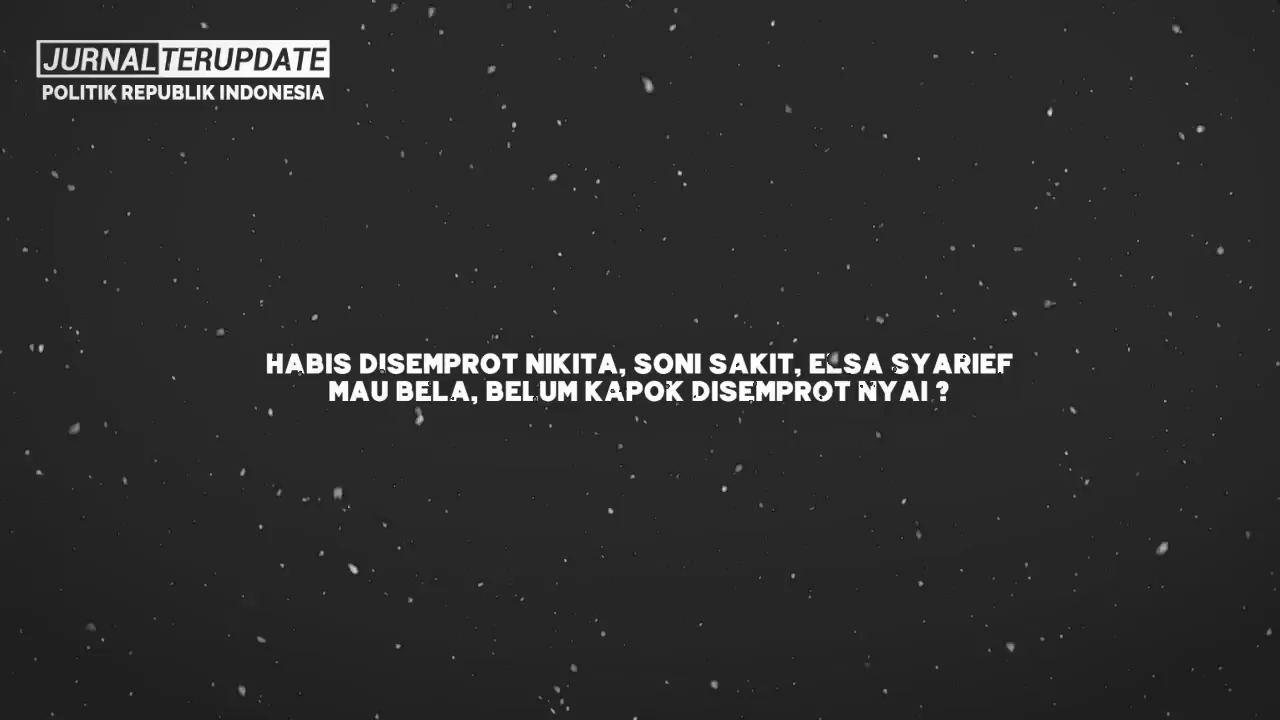 JURNALTERUPDATE
POLITIK REPUBLIK INDONESIA
HABIS DISEMPROT NIKITA, SONI SAKIT, ELSA SYARIEF
MAU BELA, BELUM KAPOK DISEMPROT NYAI ?